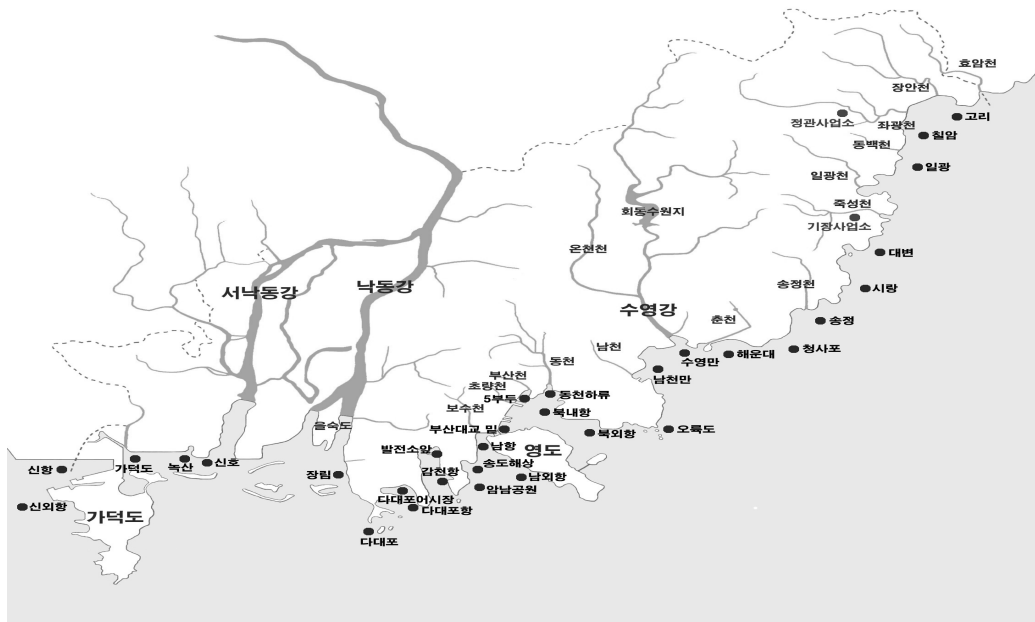 효암천
장안천
고리
정관사업소
좌광천
칠암
동백천
일광
일광천
죽성천
회동수원지
기장사업소
온천천
대변
송정천
시랑
서낙동강
낙동강
수영강
춘천
송정
남천
청사포
수영만
해운대
동천
남천만
부산천
초량천
5부두
동천하류
보수천
북내항
을숙도
부산대교 밑
북외항
오륙도
발전소앞
남항
영도
신항
가덕도
녹산
신호
장림
감천항
송도해상
남외항
암남공원
다대포어시장
신외항
다대포항
가덕도
다대포